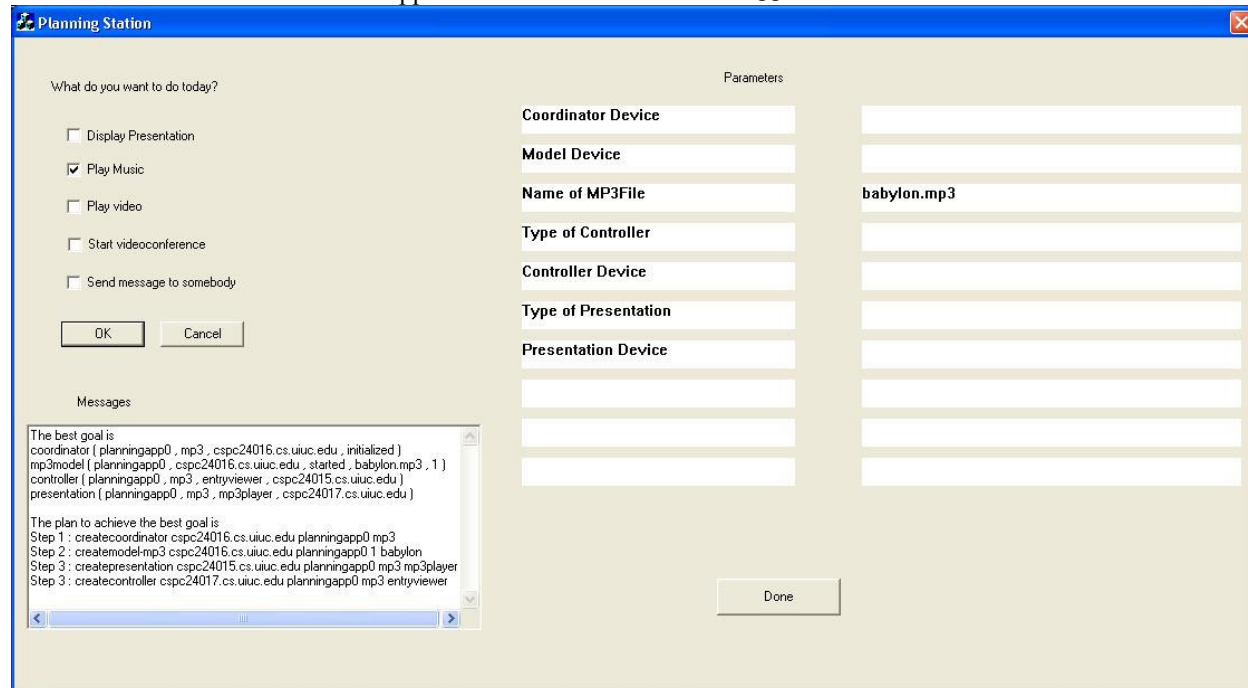 Planning Station
What do you want to do today?
Display Presentation
Play Music
Play video
Start videoconference
Send message to somebody
OK
Cancel
Messages
The best goal is
coordinator ( planningapp0 , mp3 , cspc24016.cs.uiuc.edu , initialized )
mp3model ( planningapp0 , cspc24016.cs.uiuc.edu , started , babylon.mp3 , 1 )
controller ( planningapp0 , mp3 , entryviewer , cspc24015.cs.uiuc.edu )
presentation ( planningapp0 , mp3 , mp3player , cspc24017.cs.uiuc.edu )
The plan to achieve the best goal is
Step 1 : createcoordinator cspc24016.cs.uiuc.edu planningapp0 mp3
Step 2 : createmodel-mp3 cspc24016.cs.uiuc.edu planningapp0 1 babylon
Step 3 : createpresentation cspc24015.cs.uiuc.edu planningapp0 mp3 mp3player
Step 3 : createcontroller cspc24017.cs.uiuc.edu planningapp0 mp3 entryviewer
Parameters
Coordinator Device
Model Device
Name of MP3File
babylon.mp3
Type of Controller
Controller Device
Type of Presentation
Presentation Device
Done